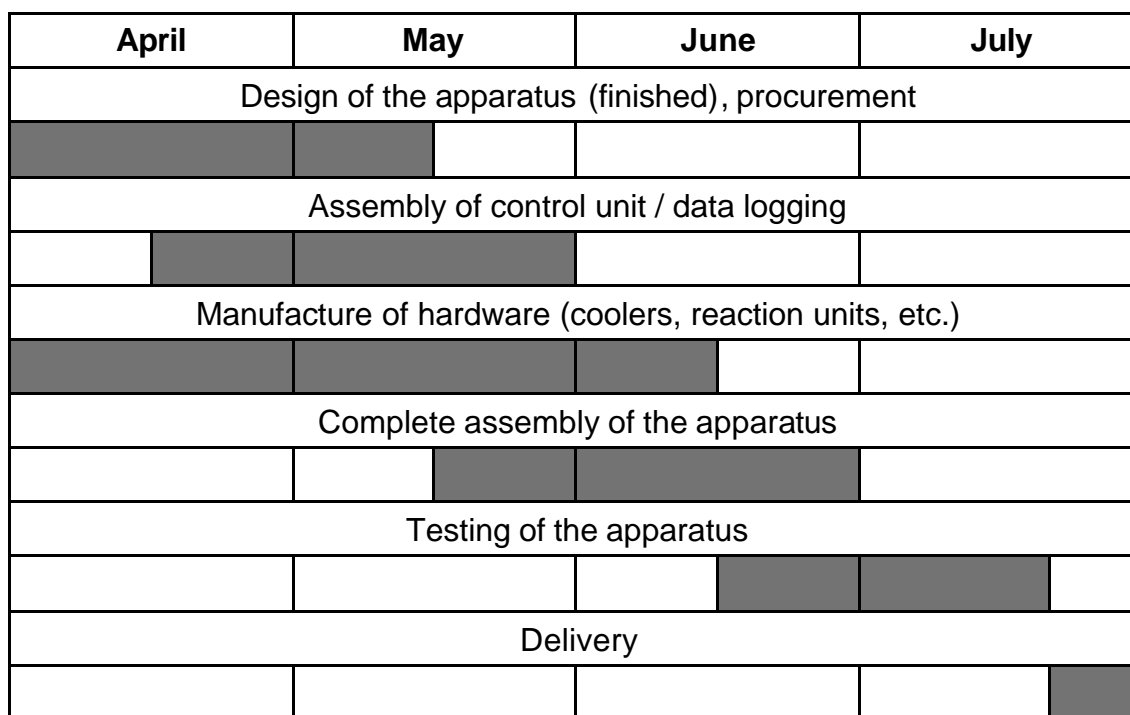 April May June July
Design of the apparatus (finished), procurement
Assembly of control unit / data logging
Manufacture of hardware (coolers, reaction units, etc.)
Complete assembly of the apparatus
Testing of the apparatus
Delivery